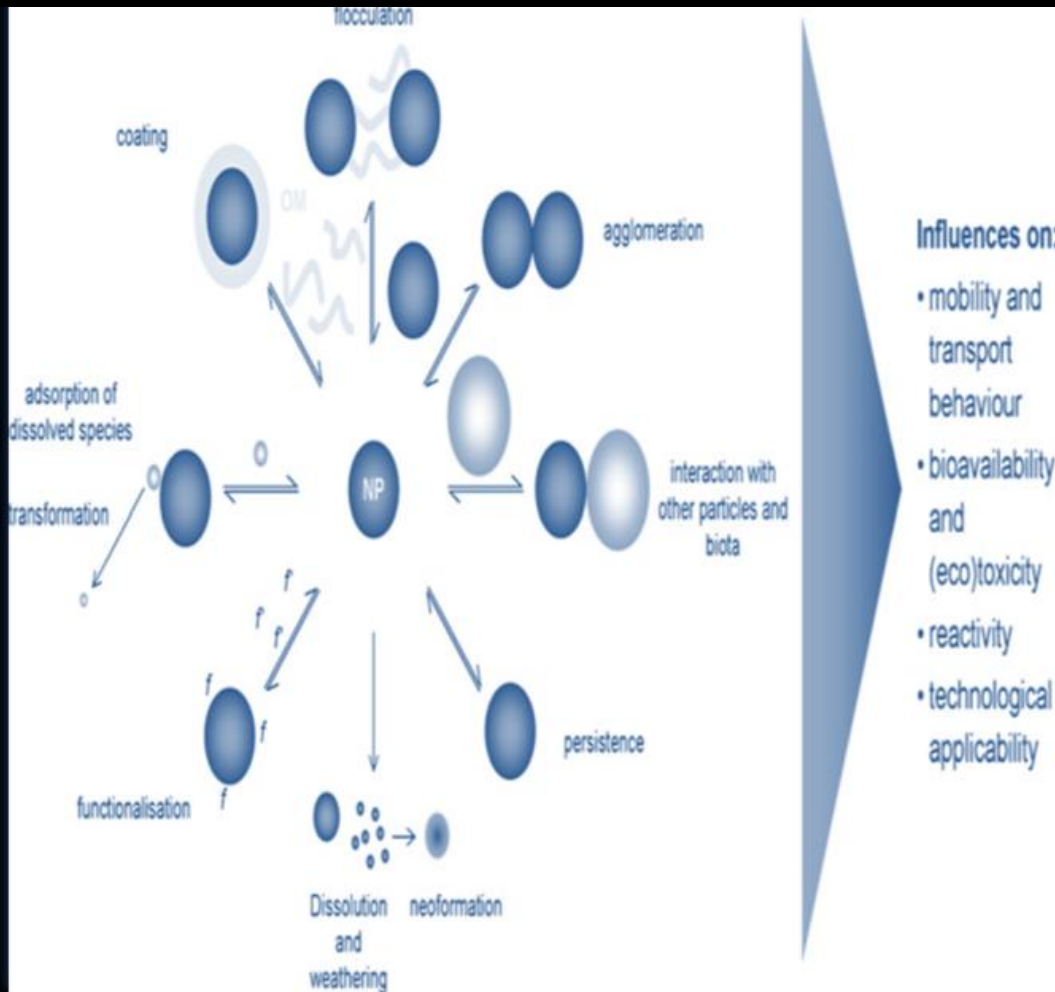 flocculation
coating
OM
agglomeration
adsorption of
dissolved species
transformation
NP
interaction with
other particles and
biota
f'
f'
f'
f
f
f
functionalisation
persistence
Dissolution
and
weathering
neoformation
Influences on:
• mobility and
transport
behaviour
• bioavailability
and
(eco)toxicity
• reactivity
• technological
applicability